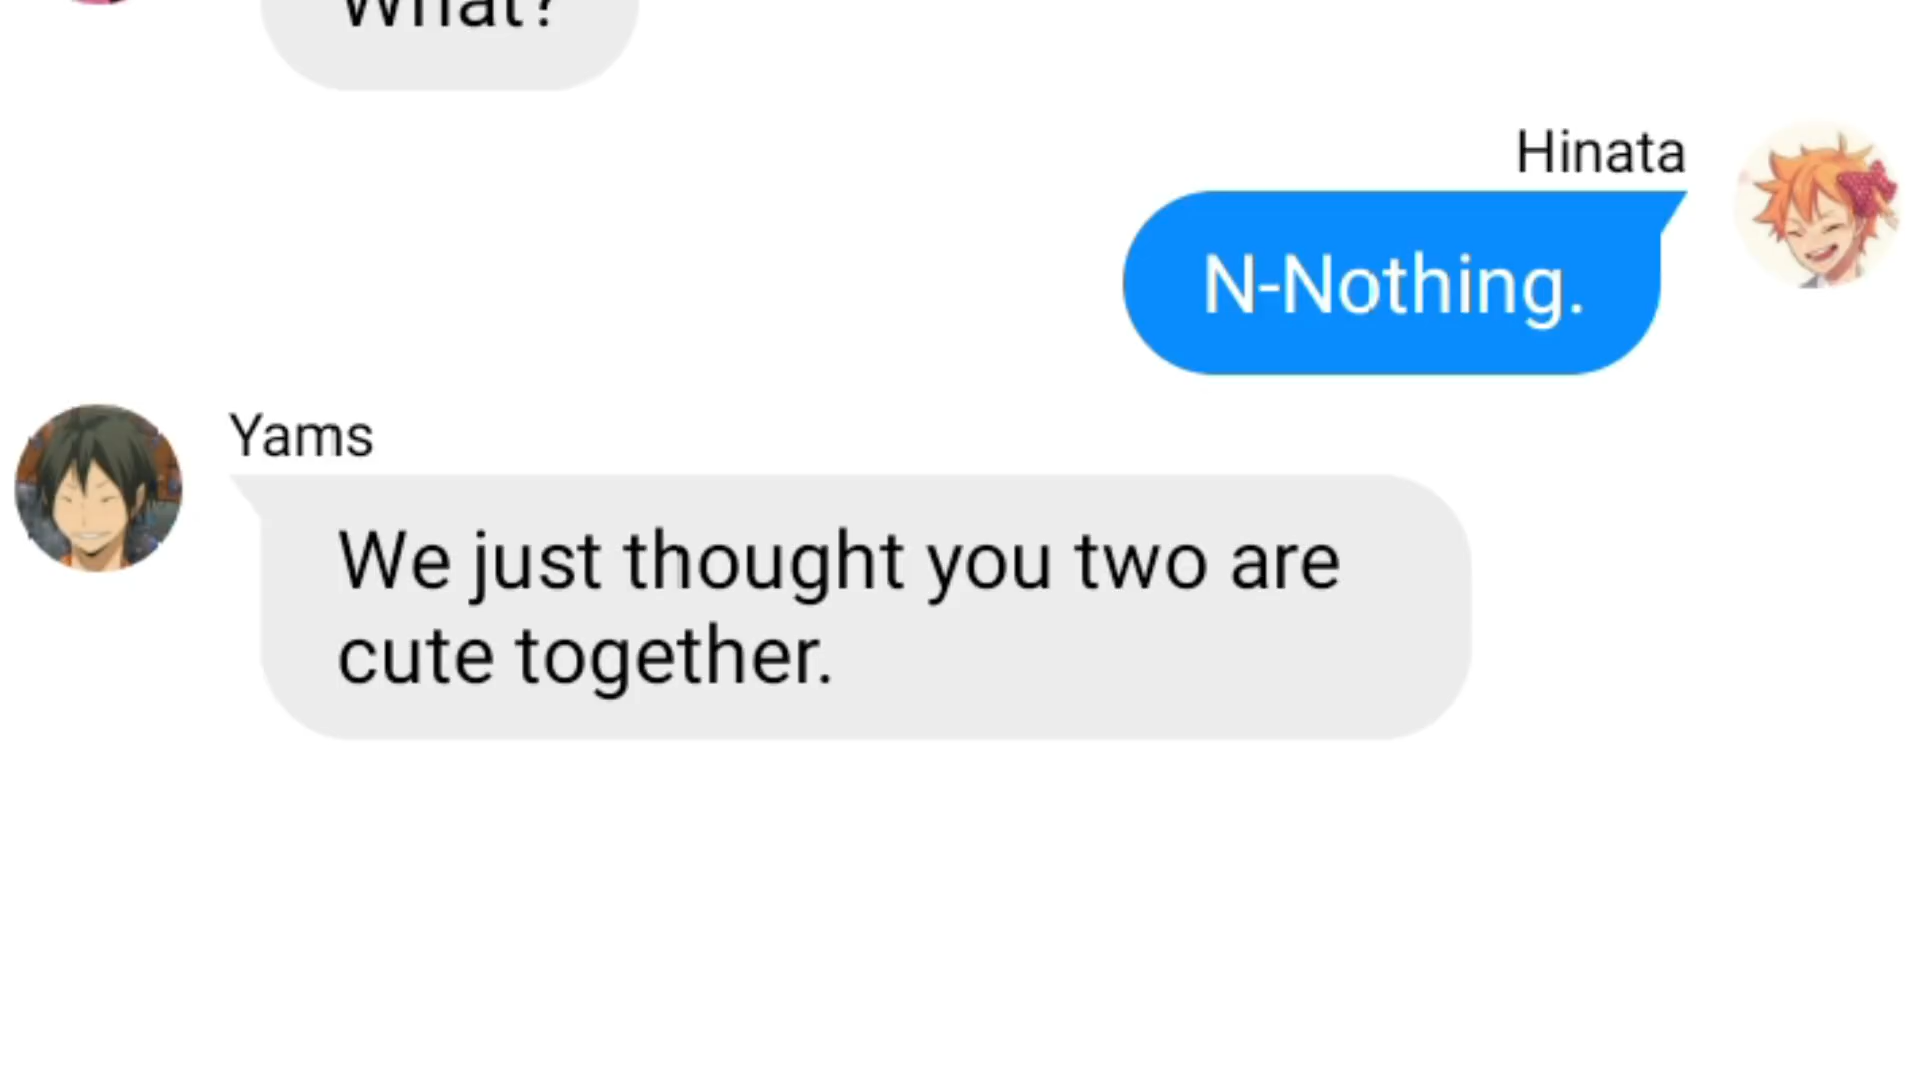 What?
Hinata
N-Nothing.
Yams
We just thought you two are
cute together.